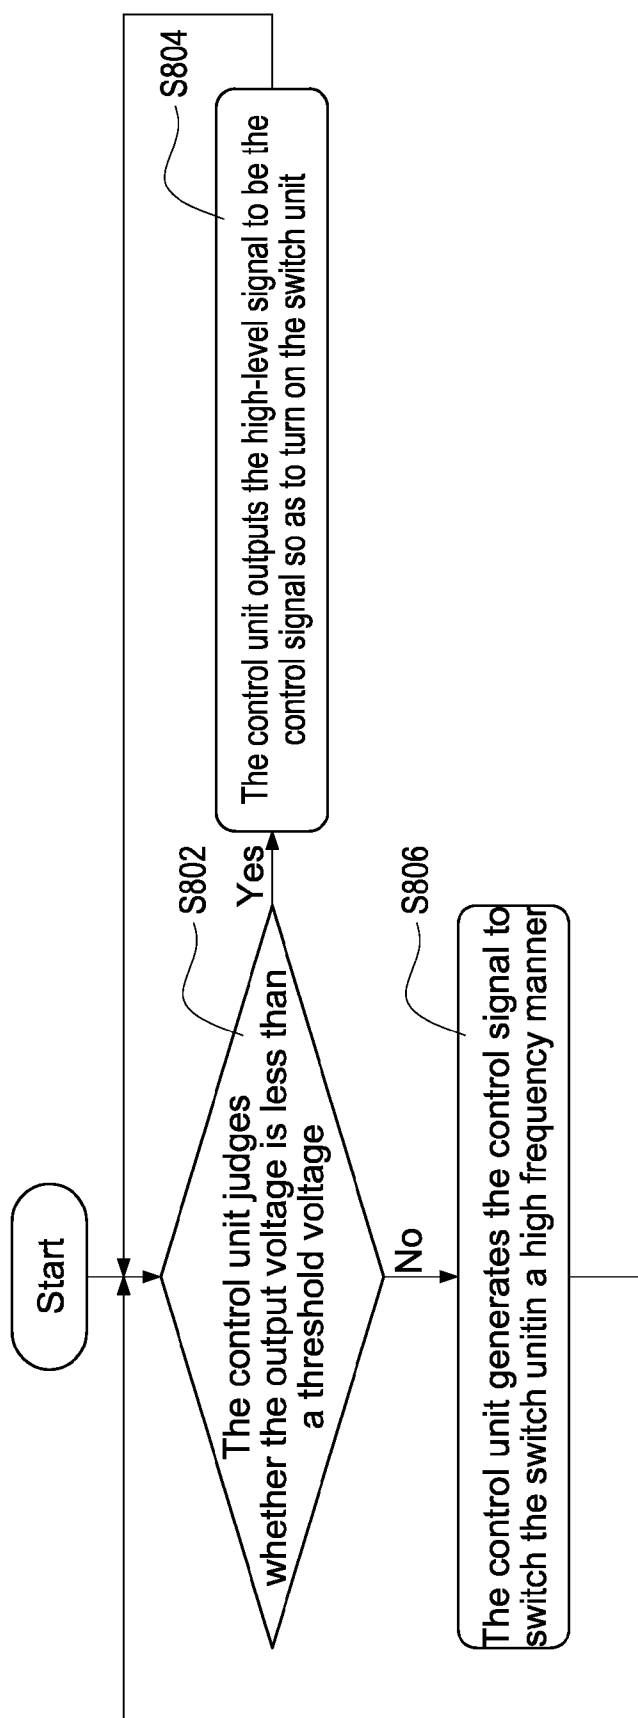 Start
The control unit judges
whether the output voltage is less than
a threshold voltage
S802
Yes
The control unit outputs the high-level signal to be the
control signal so as to turn on the switch unit
S804
No
The control unit generates the control signal to
switch the switch unitin a high frequency manner
S806